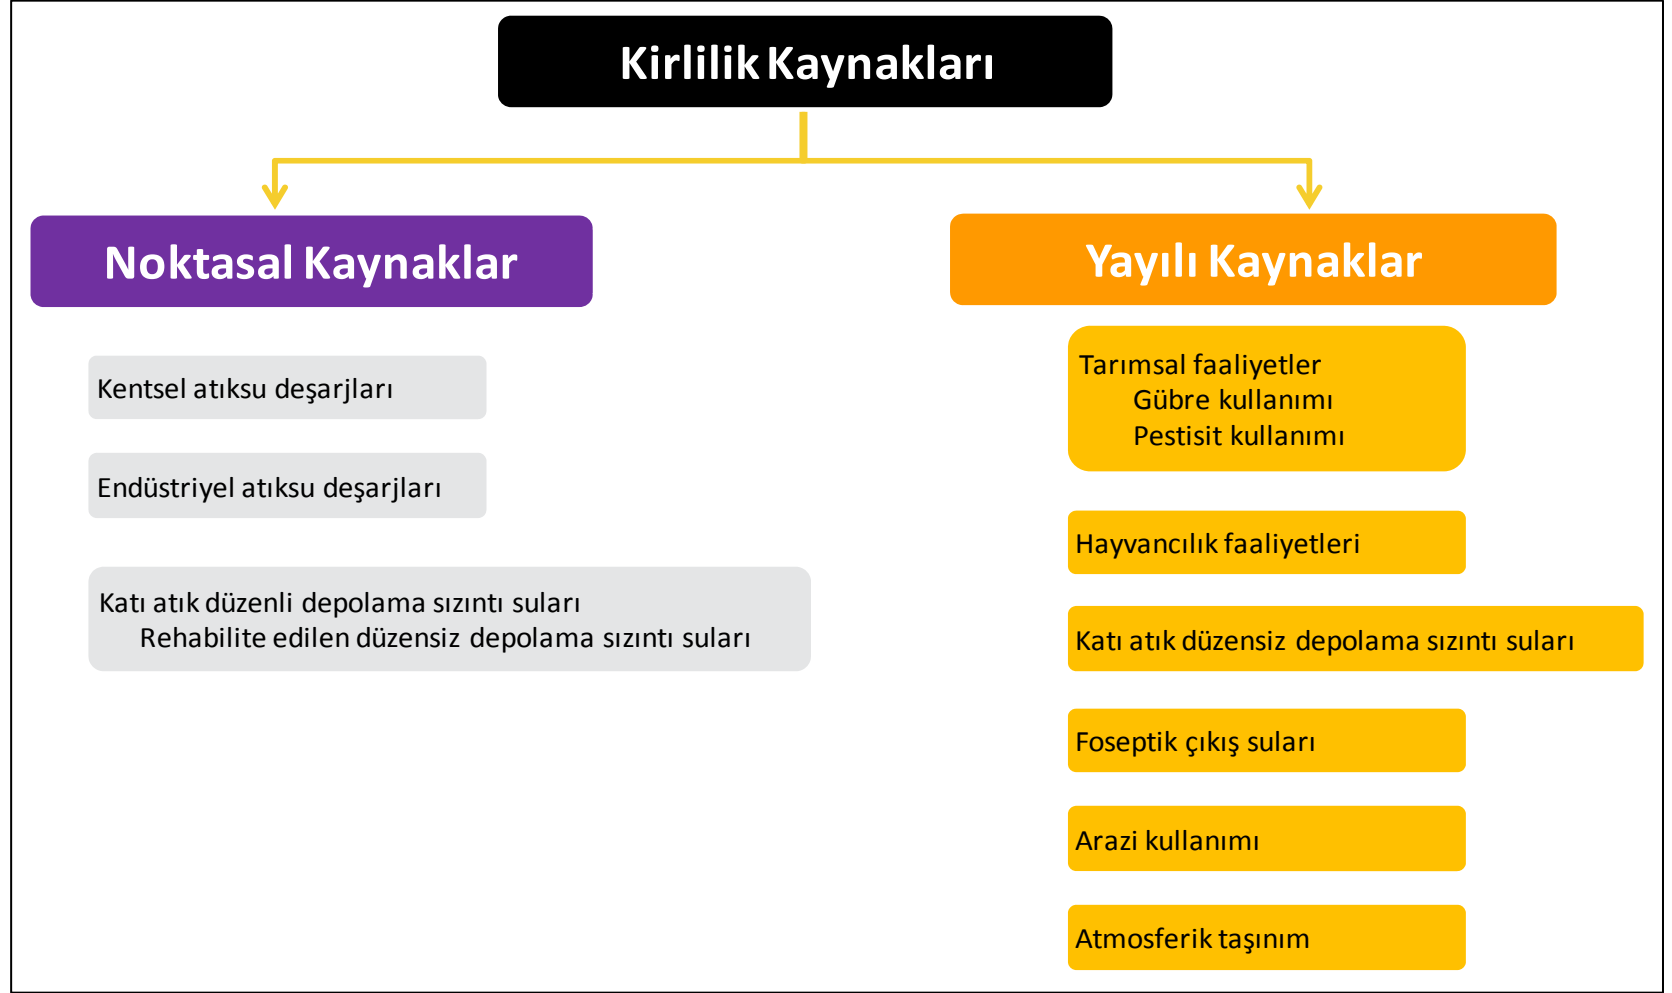 Kirlilik Kaynakları
Noktasal Kaynaklar
Kentsel atıksu deşarjları
Endüstriyel atıksu deşarjları
Katı atık düzenli depolama sızıntı suları
Rehabilite edilen düzensiz depolama sızıntı suları
Yayılı Kaynaklar
Tarımsal faaliyetler
Gübre kullanımı
Pestisit kullanımı
Hayvancılık faaliyetleri
Katı atık düzensiz depolama sızıntı suları
Foseptik çıkış suları
Arazi kullanımı
Atmosferik taşınım